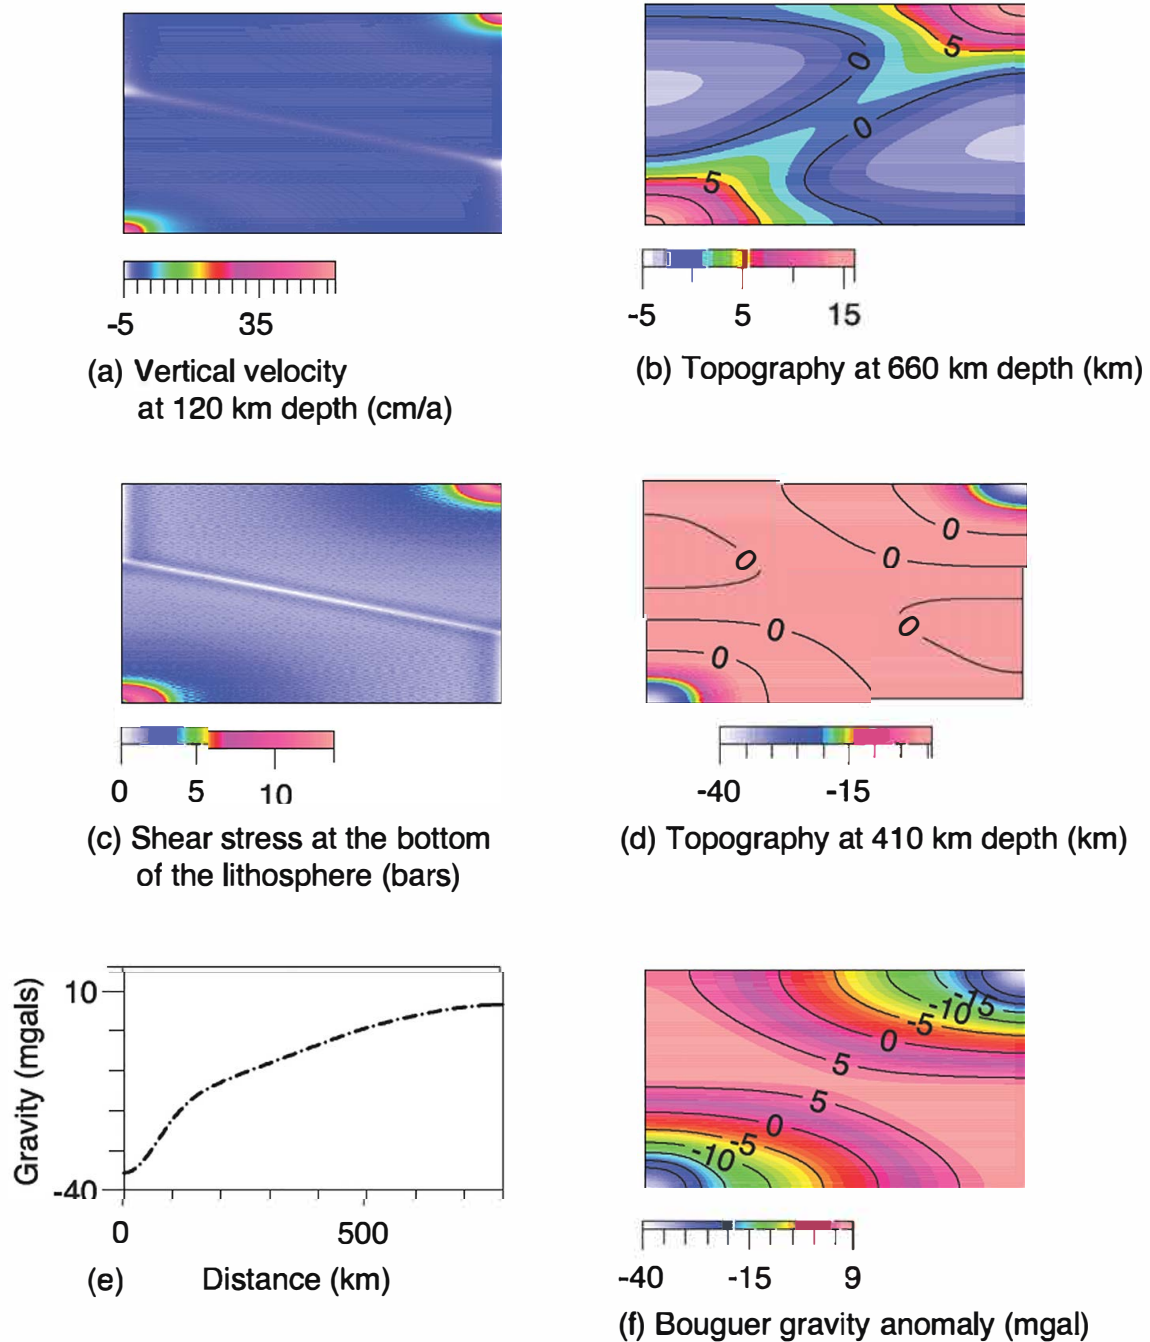 -5 35
(a) Vertical velocity
at 120 km depth (cm/a)
5
0
0
5
-5 5 15
(b) Topography at 660 km depth (km)
0 5 10
(c) Shear stress at the bottom
of the lithosphere (bars)
0
0
0
0
0
0
-40 -15
(d) Topography at 410 km depth (km)
Gravity (mgals)
10
-40
0 500
(e) Distance (km)
-15
-10
-5
0
5
5
0
-5
-10
-40 -15 9
(f) Bouguer gravity anomaly (mgal)